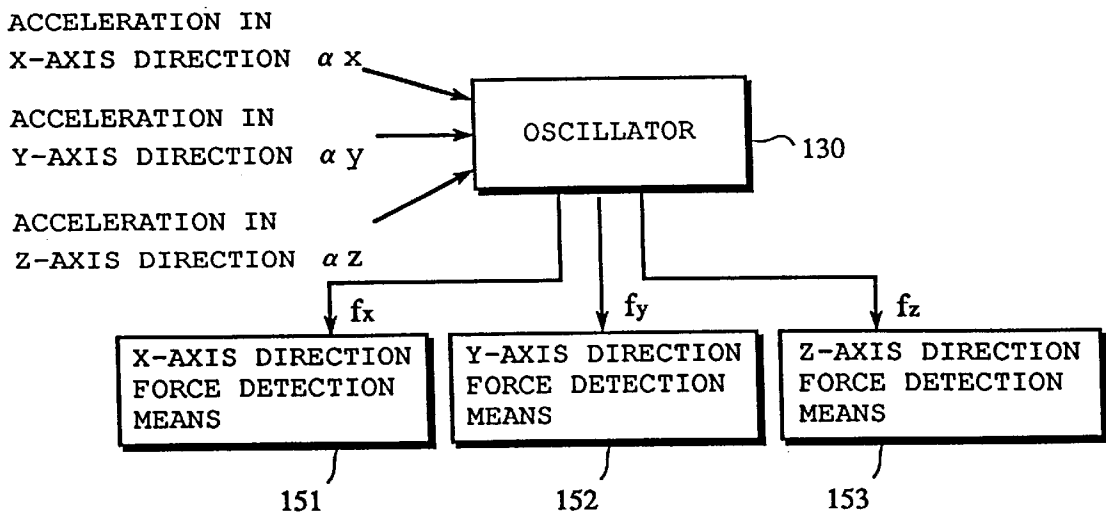 ACCELERATION IN
X-AXIS DIRECTION αx
ACCELERATION IN
Y-AXIS DIRECTION αy
ACCELERATION IN
Z-AXIS DIRECTION αz
OSCILLATOR
130
fx
fy
fz
X-AXIS DIRECTION
FORCE DETECTION
MEANS
Y-AXIS DIRECTION
FORCE DETECTION
MEANS
Z-AXIS DIRECTION
FORCE DETECTION
MEANS
151
152
153